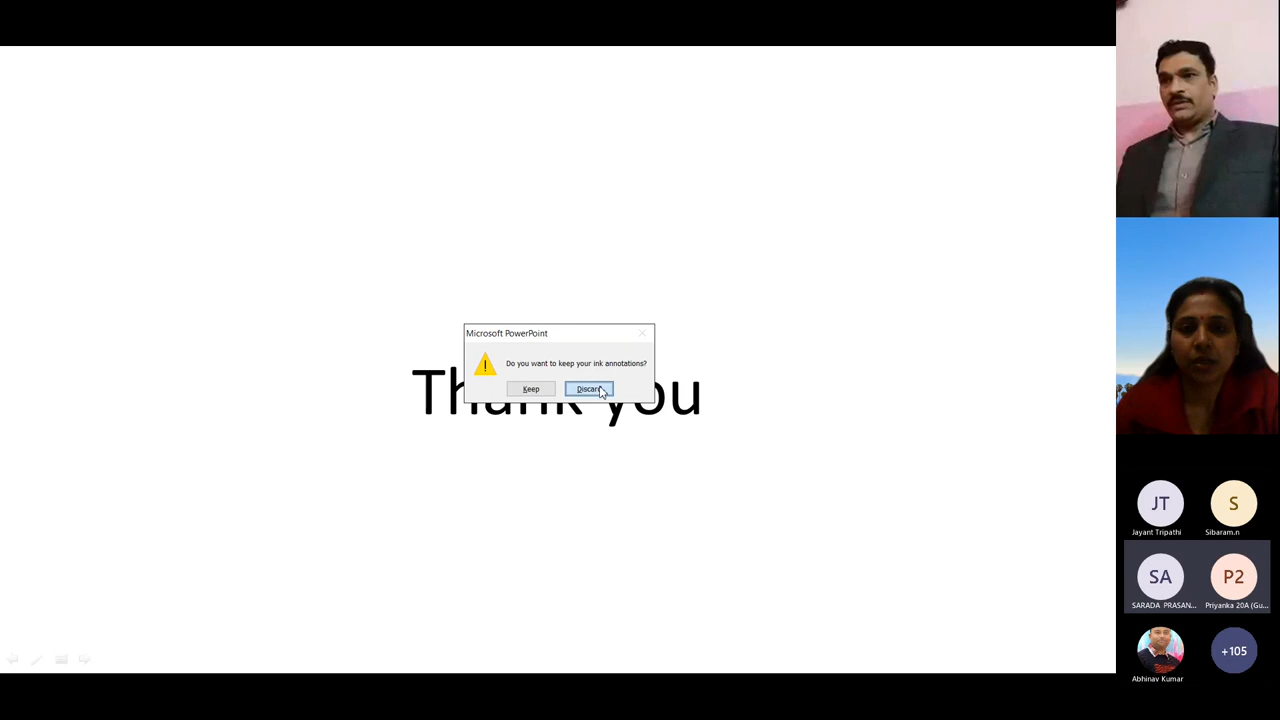 Microsoft PowerPoint
Do you want to keep your ink annotations?
Keep
Discard
Thank you
JT
S
Jayant Tripathi
Sibaram.n
SA
P2
SARADA PRASAN...
Priyanka 20A (Gu...
+105
Abhinav Kumar